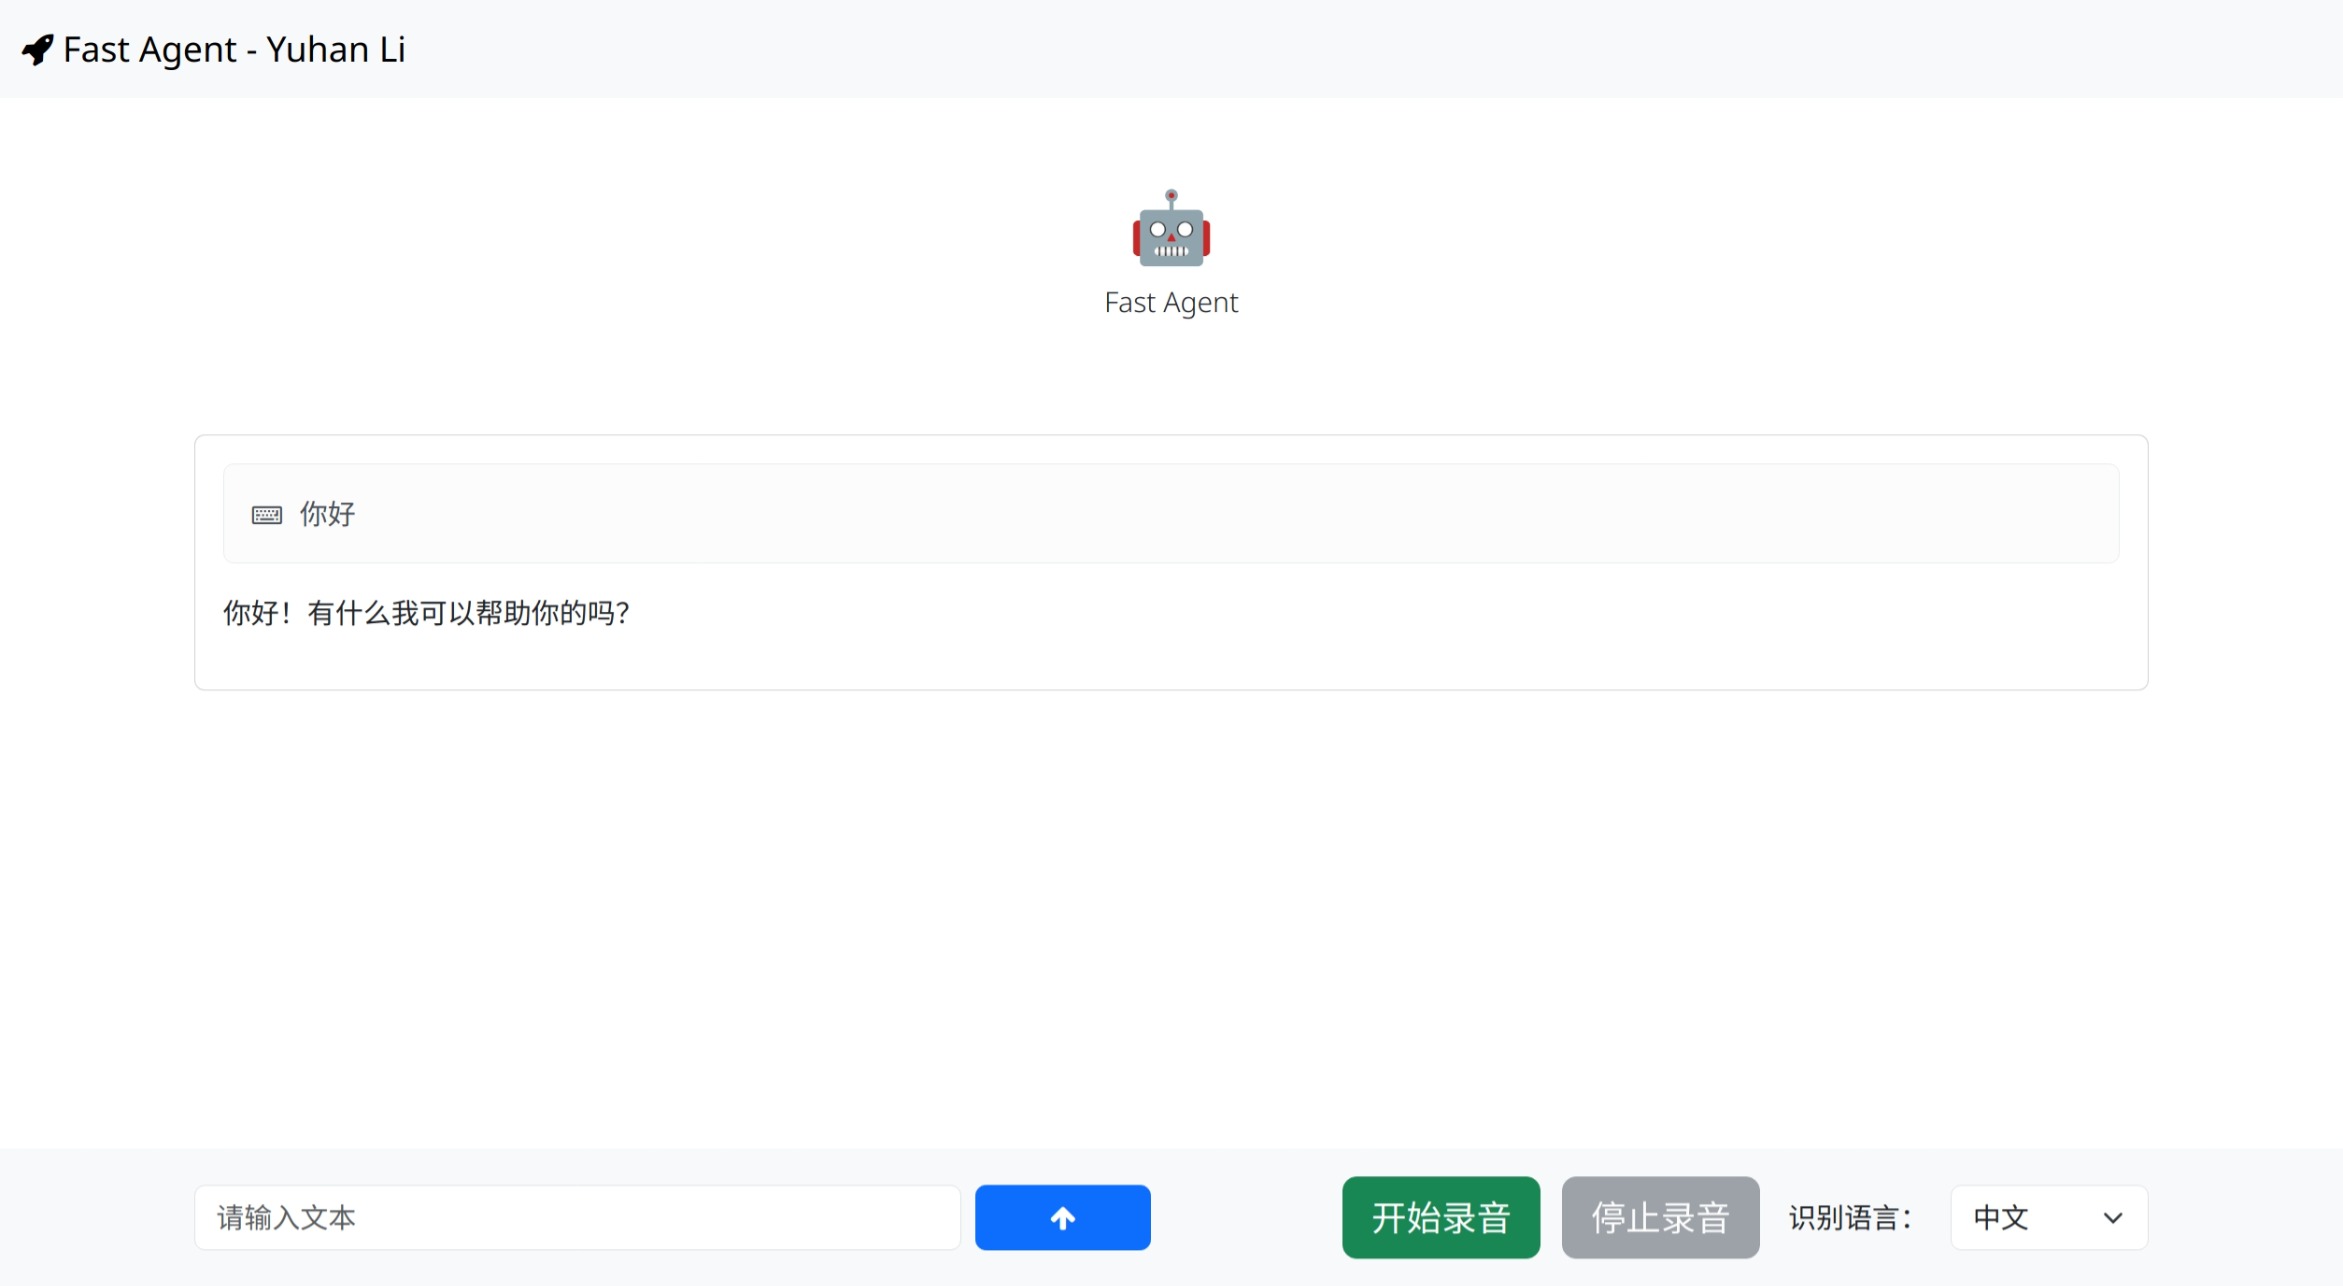 Fast Agent - Yuhan Li
Fast Agent
你好
你好！有什么我可以帮助你的吗？
请输入文本
开始录音
停止录音
识别语言：
中文